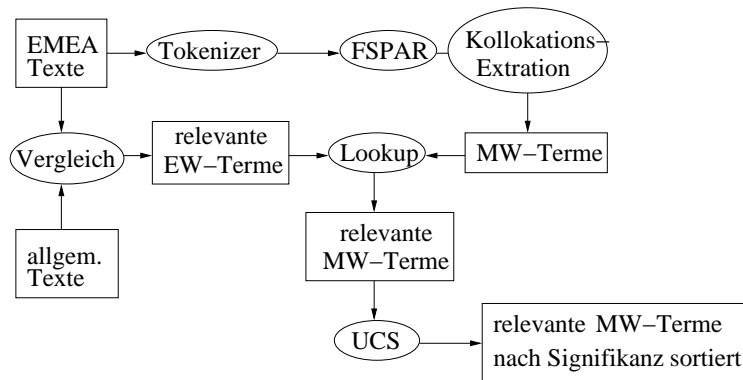 EMEA
Texte
Tokenizer
FSPAR
Kollokations–
Extration
Vergleich
relevante
EW–Terme
Lookup
MW–Terme
allgem.
Texte
relevante
MW–Terme
UCS
relevante MW–Terme
nach Signifikanz sortiert